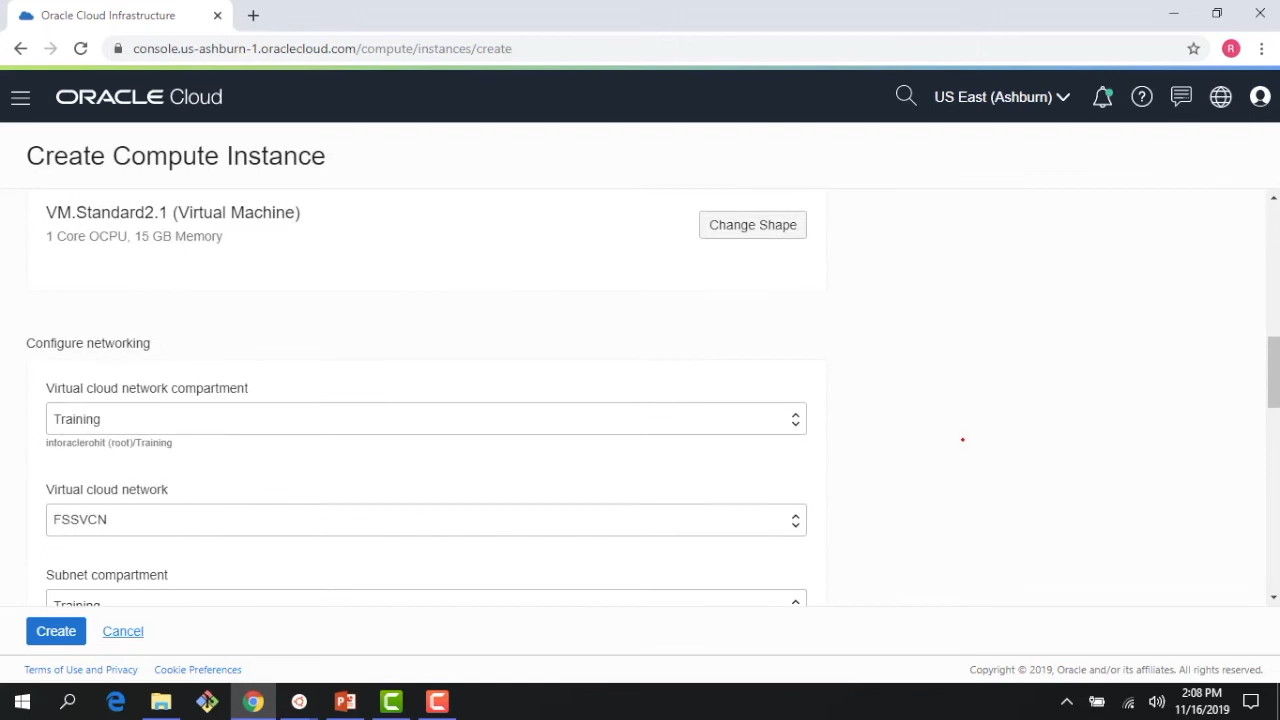 Oracle Cloud Infrastructure
console.us-ashburn-1.oraclecloud.com/compute/instances/create
R
ORACLE Cloud
US East (Ashburn)
Create Compute Instance
VM.Standard2.1 (Virtual Machine)
1 Core OCPU, 15 GB Memory
Change Shape
Configure networking
Virtual cloud network compartment
Training
inforaclerohit (root)/Training
Virtual cloud network
FSSVCN
Subnet compartment
Training
Create Cancel
Terms of Use and Privacy Cookie Preferences
Copyright © 2019, Oracle and/or its affiliates. All rights reserved.
2:08 PM
11/16/2019